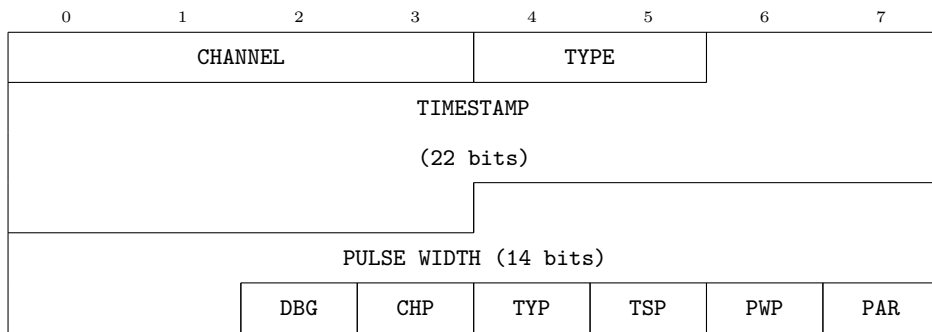 0 1 2 3 4 5 6 7
CHANNEL TYPE
TIMESTAMP
(22 bits)
PULSE WIDTH (14 bits)
DBG CHP TYP TSP PWP PAR